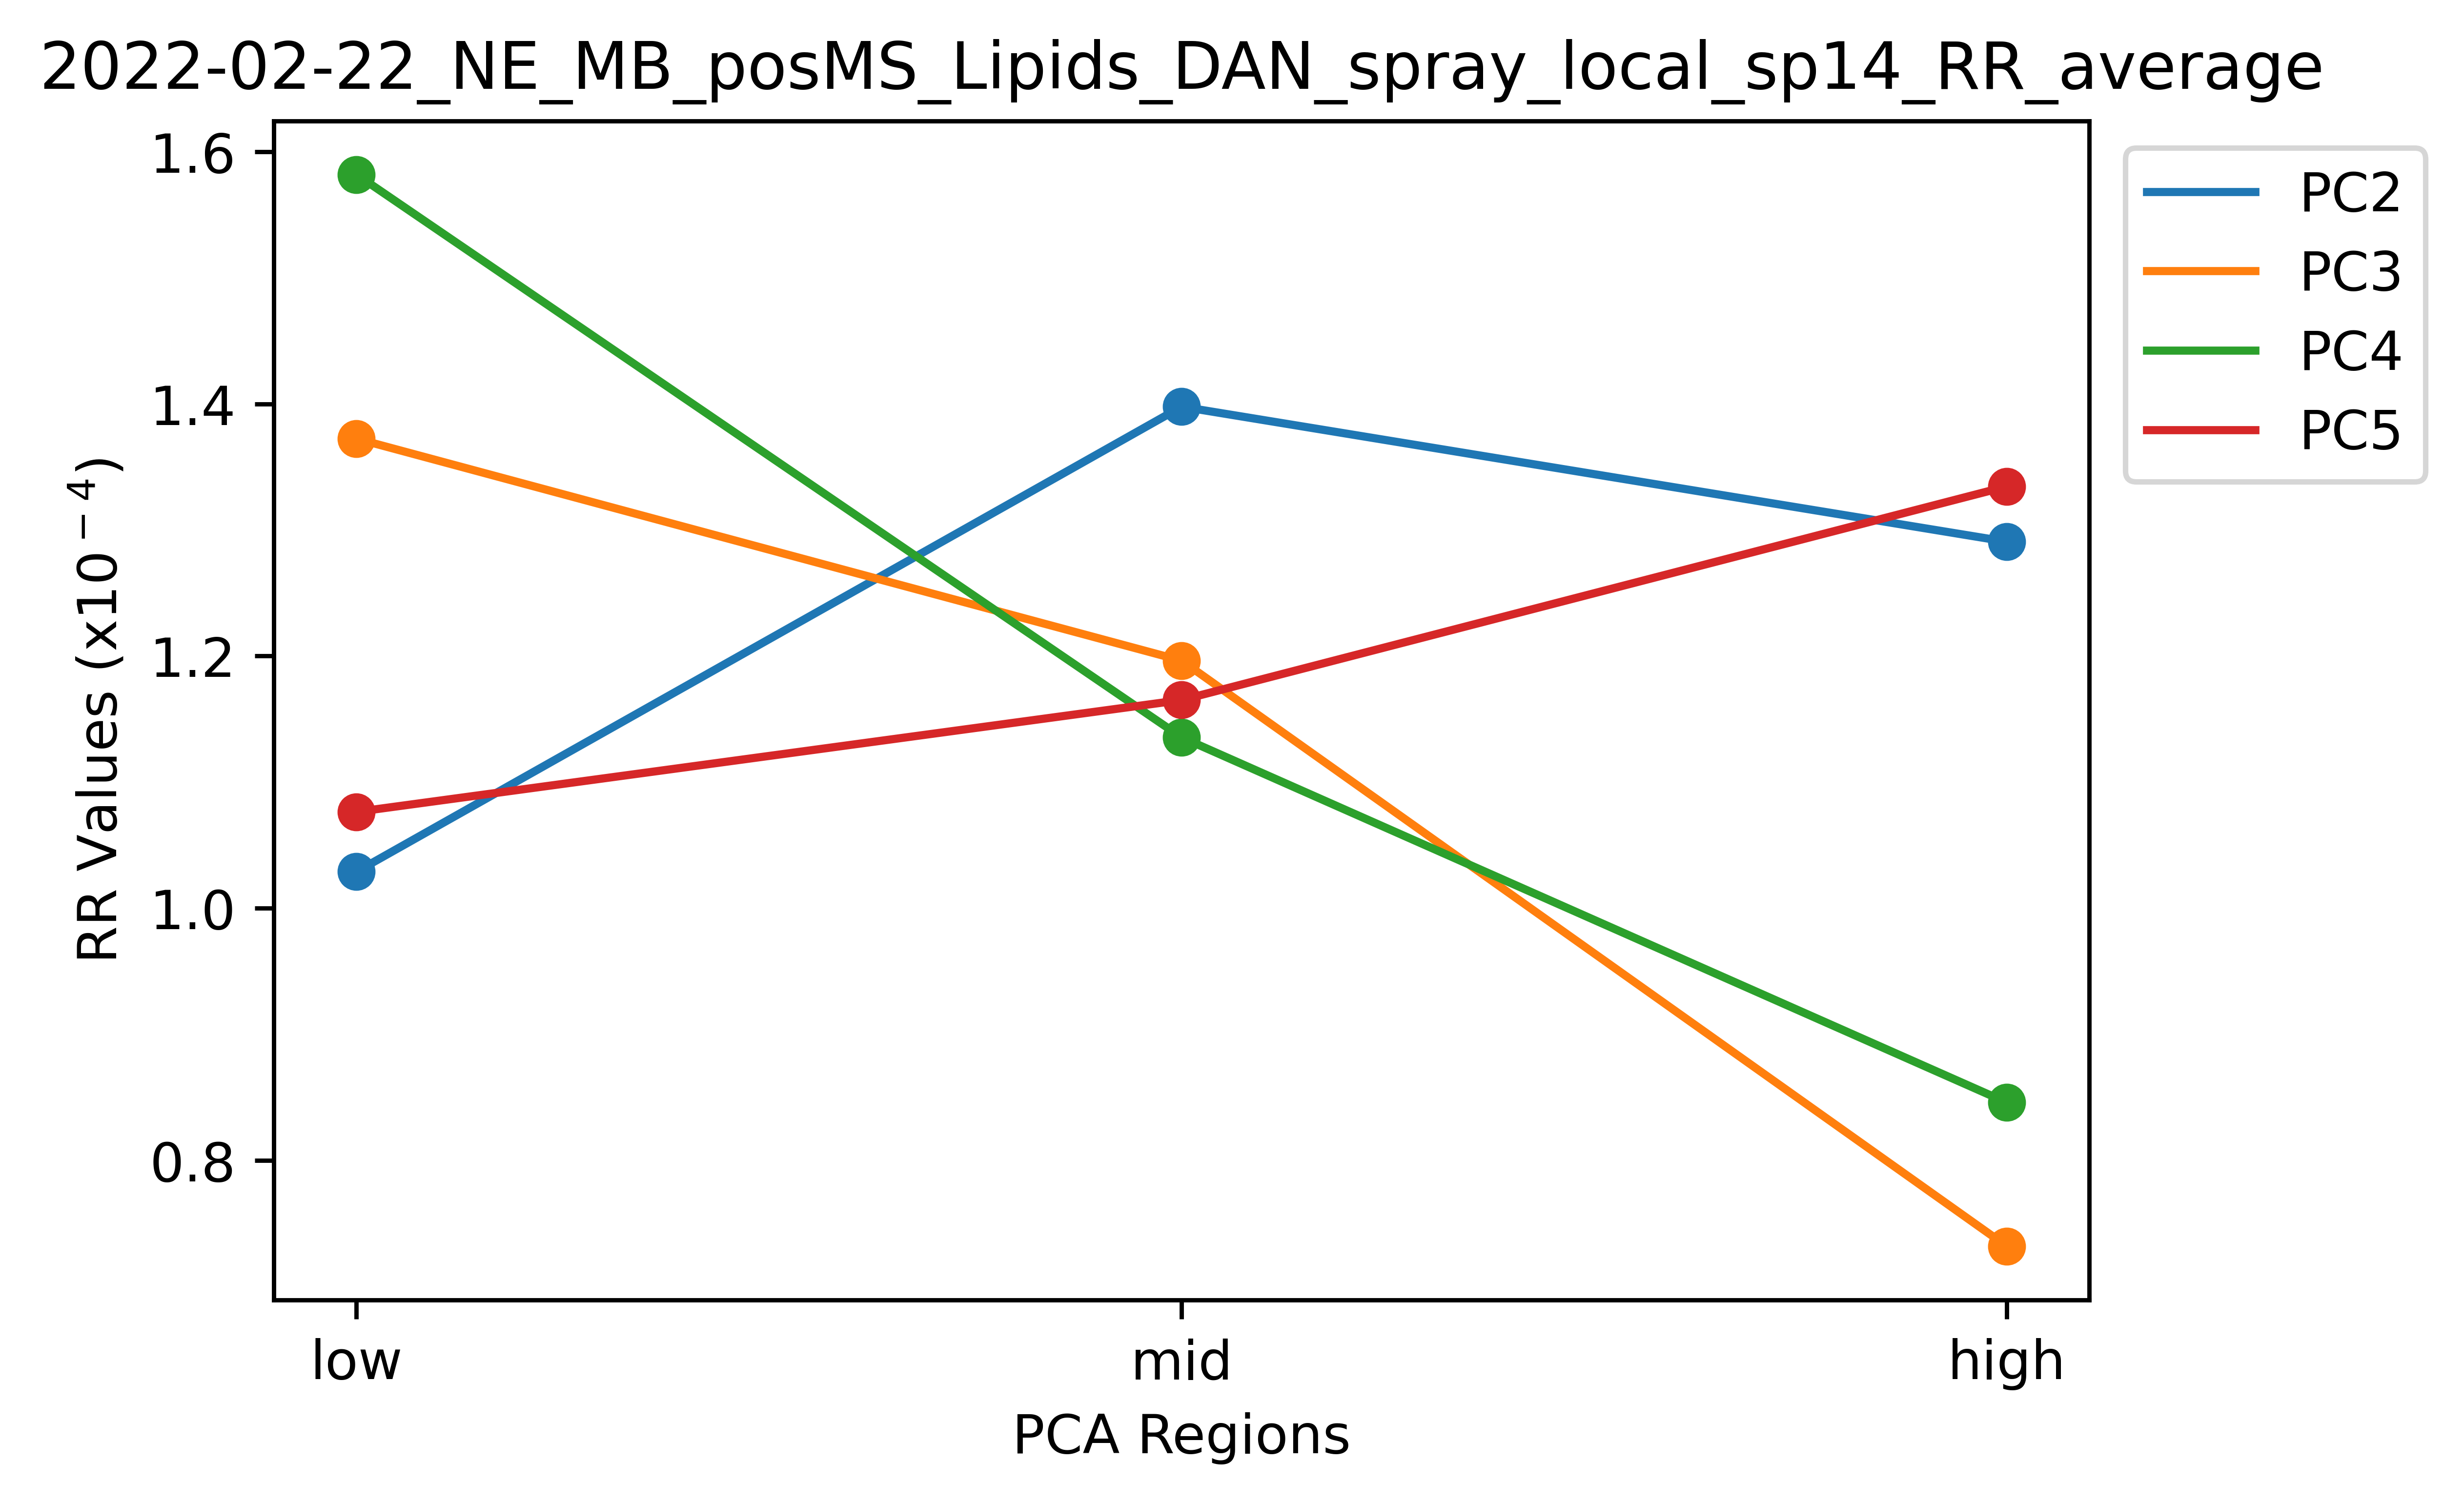 2022-02-22_NE_MB_posMS_Lipids_DAN_spray_local_sp14_RR_average
1.6
1.4
1.2
1.0
0.8
RR Values (x10⁻⁴)
low
mid
high
PCA Regions
PC2
PC3
PC4
PC5